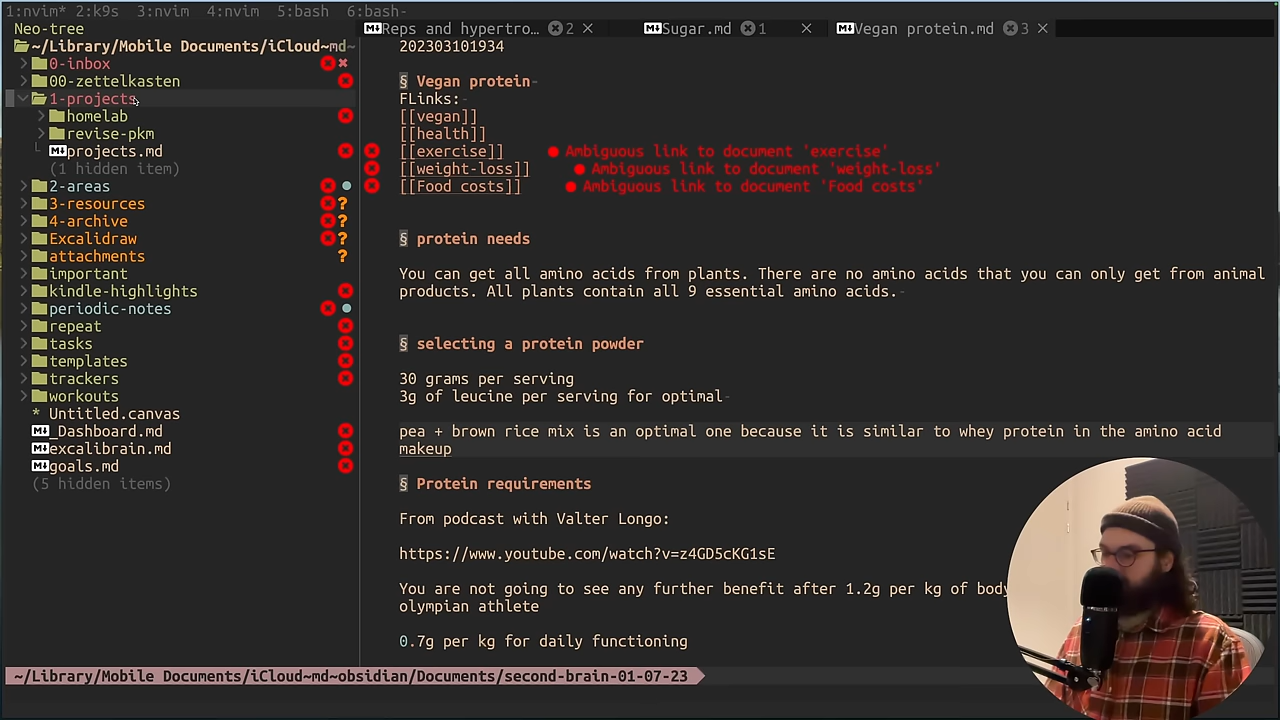 1:nvim* 2:k9s 3:nvim 4:nvim 5:bash 6:bash-
Neo-tree
Reps and hypertro… 2 Sugar.md 1 Vegan protein.md 3
~/Library/Mobile Documents/iCloud~md~
0-inbox
00-zettelkasten
1-projects
homelab
revise-pkm
projects.md
(1 hidden item)
2-areas
3-resources ?
4-archive ?
Excalidraw ?
attachments ?
important
kindle-highlights
periodic-notes
repeat
tasks
templates
trackers
workouts
* Untitled.canvas
_Dashboard.md
excalibrain.md
goals.md
(5 hidden items)
202303101934
§ Vegan protein-
FLinks:-
[[vegan]]
[[health]]
[[exercise]] Ambiguous link to document 'exercise'
[[weight-loss]] Ambiguous link to document 'weight-loss'
[[Food costs]] Ambiguous link to document 'Food costs'
§ protein needs
You can get all amino acids from plants. There are no amino acids that you can only get from animal
products. All plants contain all 9 essential amino acids.-
§ selecting a protein powder
30 grams per serving
3g of leucine per serving for optimal-
pea + brown rice mix is an optimal one because it is similar to whey protein in the amino acid
makeup
§ Protein requirements
From podcast with Valter Longo:
https://www.youtube.com/watch?v=z4GD5cKG1sE
You are not going to see any further benefit after 1.2g per kg of body
olympian athlete
0.7g per kg for daily functioning
~/Library/Mobile Documents/iCloud~md~obsidian/Documents/second-brain-01-07-23